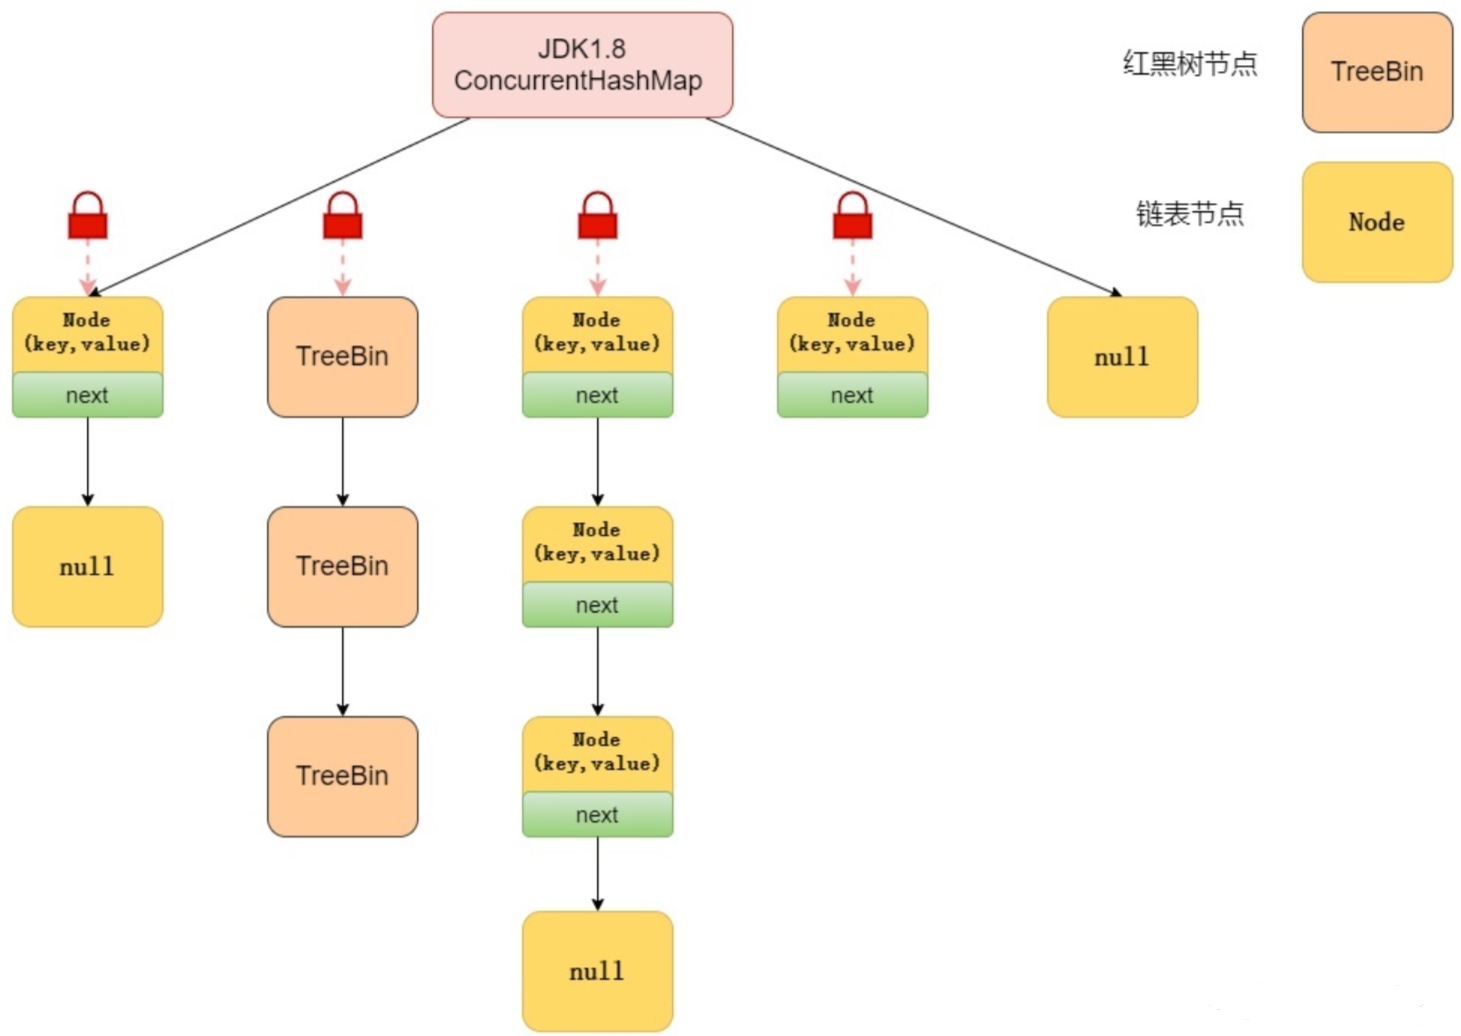 JDK1.8
ConcurrentHashMap
红黑树节点
TreeBin
链表节点
Node
Node
(key,value)
next
TreeBin
Node
(key,value)
next
Node
(key,value)
next
null
null
TreeBin
Node
(key,value)
next
TreeBin
Node
(key,value)
next
null